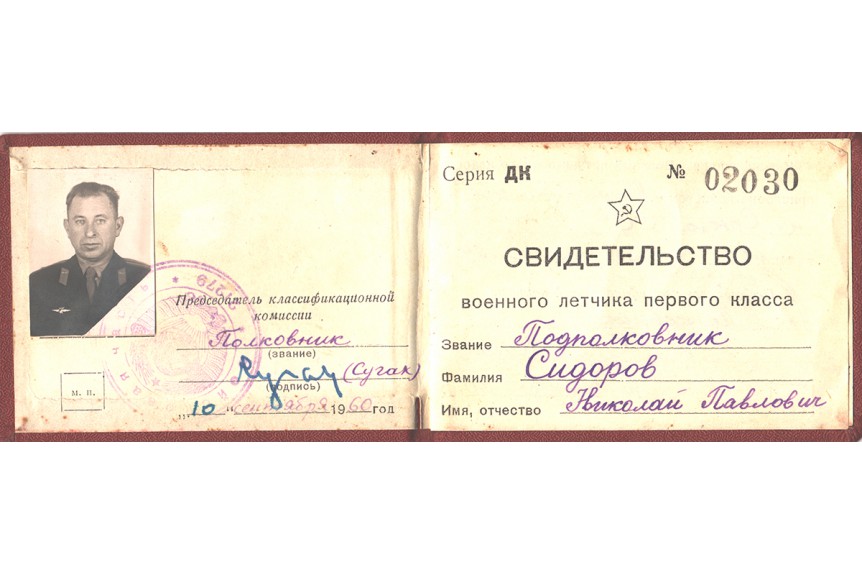 Председатель классификационной
комиссии
Полковник
(звание)
(Сугак)
(подпись)
М. П.
„10“ сентября 1960 год
Серия ДК № 02030
СВИДЕТЕЛЬСТВО
военного летчика первого класса
Звание Подполковник
Фамилия Сидоров
Имя, отчество Николай Павлович